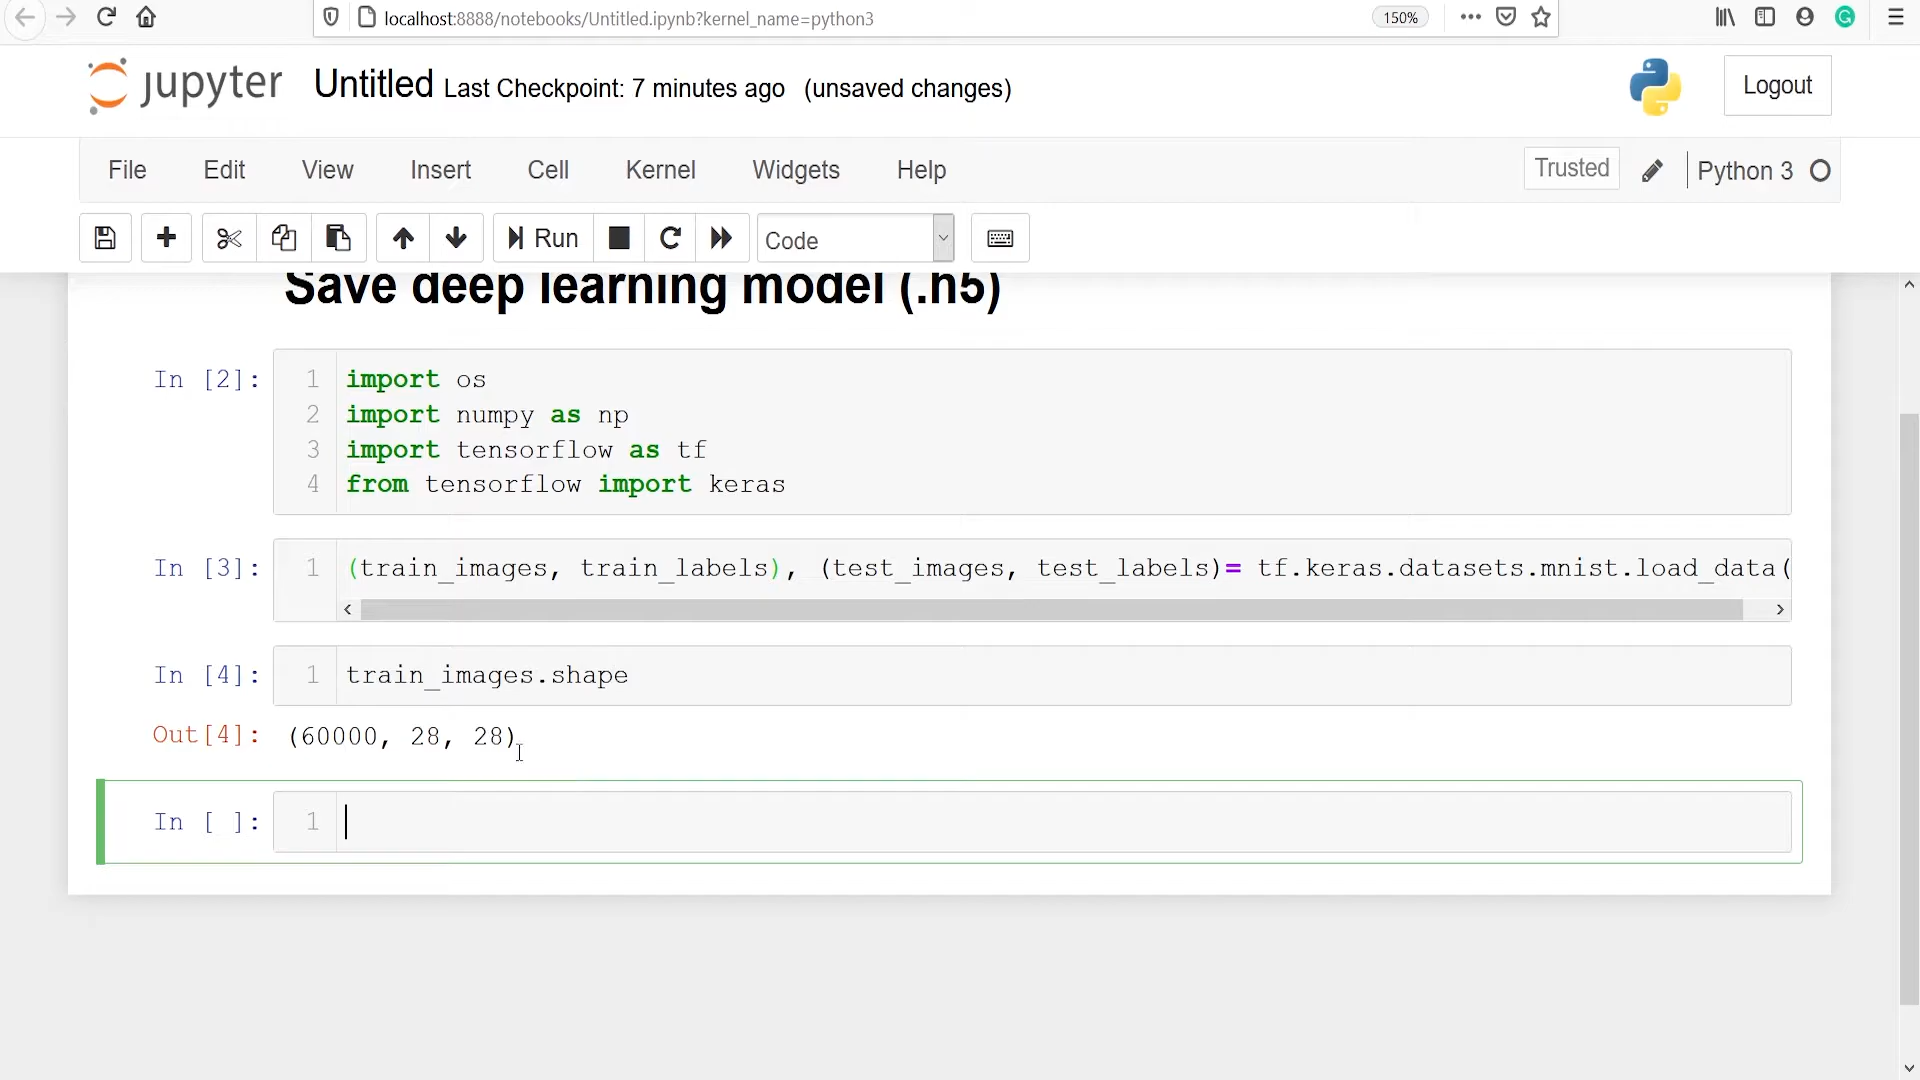 localhost:8888/notebooks/Untitled.ipynb?kernel_name=python3 150%
jupyter Untitled Last Checkpoint: 7 minutes ago (unsaved changes) Logout
File Edit View Insert Cell Kernel Widgets Help Trusted Python 3
Run Code
Save deep learning model (.h5)
In [2]: 1 import os
2 import numpy as np
3 import tensorflow as tf
4 from tensorflow import keras
In [3]: 1 (train_images, train_labels), (test_images, test_labels)= tf.keras.datasets.mnist.load_data(
In [4]: 1 train_images.shape
Out[4]: (60000, 28, 28)
In [ ]: 1